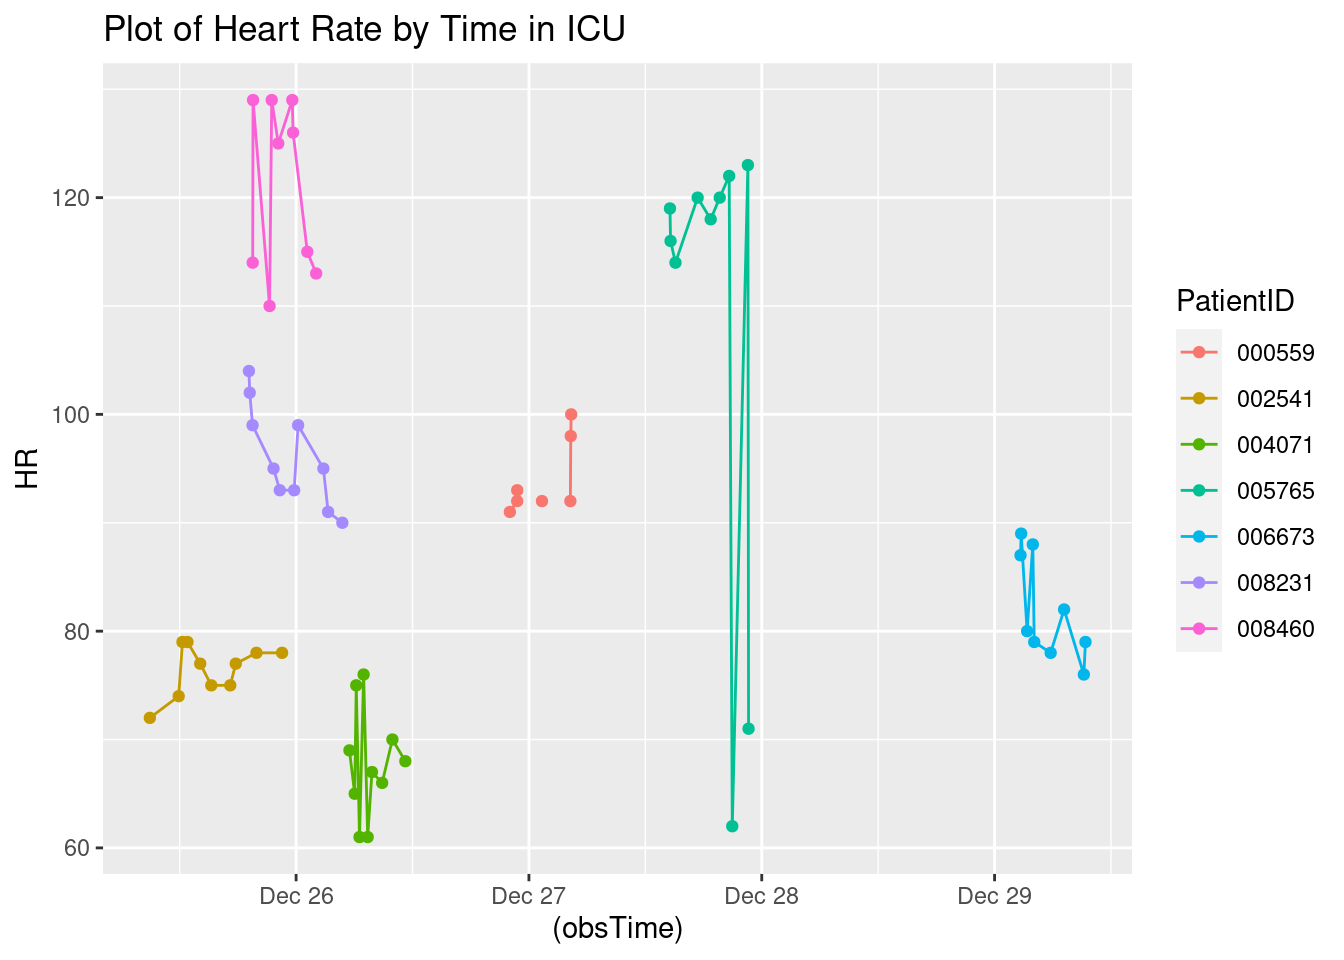 Plot of Heart Rate by Time in ICU
HR
120
100
80
60
Dec 26 Dec 27 Dec 28 Dec 29
(obsTime)
PatientID
000559
002541
004071
005765
006673
008231
008460